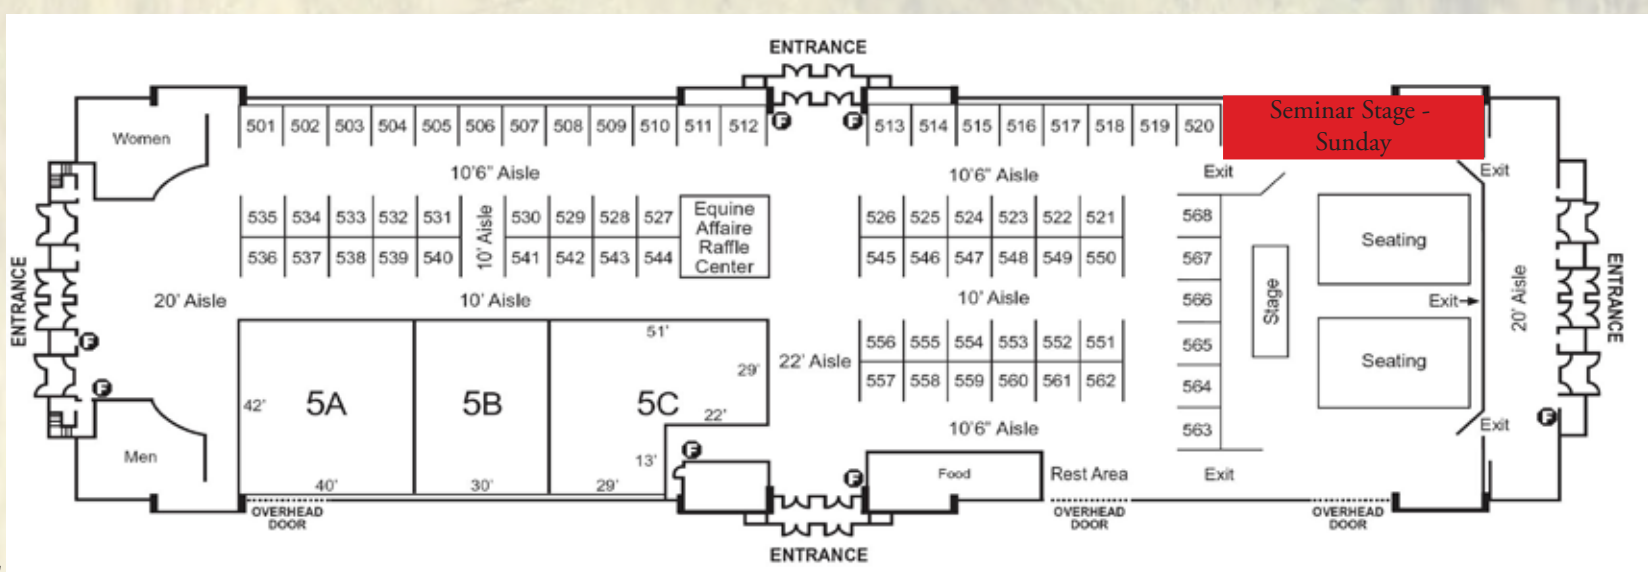 ENTRANCE
Seminar Stage -
Sunday
Women
501 502 503 504 505 506 507 508 509 510 511 512
F F
513 514 515 516 517 518 519 520
10'6" Aisle
10'6" Aisle
Exit
Exit
535 534 533 532 531
10' Aisle
530 529 528 527
Equine
Affaire
Raffle
Center
526 525 524 523 522 521
568
Seating
536 537 538 539 540
541 542 543 544
545 546 547 548 549 550
567
ENTRANCE
20' Aisle
10' Aisle
10' Aisle
566
Stage
Exit
20' Aisle
ENTRANCE
F
51'
556 555 554 553 552 551
565
22' Aisle
29'
Seating
F
557 558 559 560 561 562
564
42'
5A
5B
5C
22'
F
10'6" Aisle
563
Exit
Men
F
13'
40'
30'
29'
F
Food
Rest Area
Exit
OVERHEAD
DOOR
OVERHEAD
DOOR
OVERHEAD
DOOR
ENTRANCE